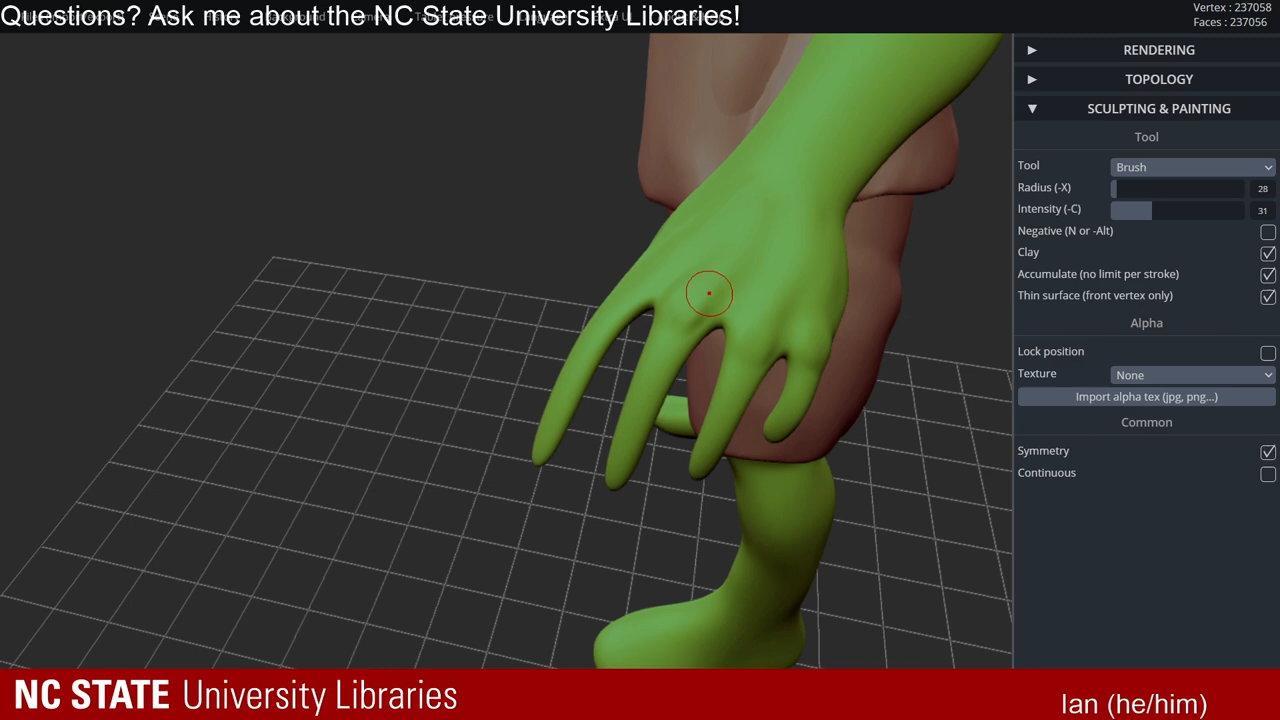 Questions? Ask me about the NC State University Libraries!
Vertex : 237058
Faces : 237056
RENDERING
TOPOLOGY
SCULPTING & PAINTING
Tool
Tool Brush
Radius (-X) 28
Intensity (-C) 31
Negative (N or -Alt)
Clay
Accumulate (no limit per stroke)
Thin surface (front vertex only)
Alpha
Lock position
Texture None
Import alpha tex (jpg, png...)
Common
Symmetry
Continuous
NC STATE University Libraries
Ian (he/him)